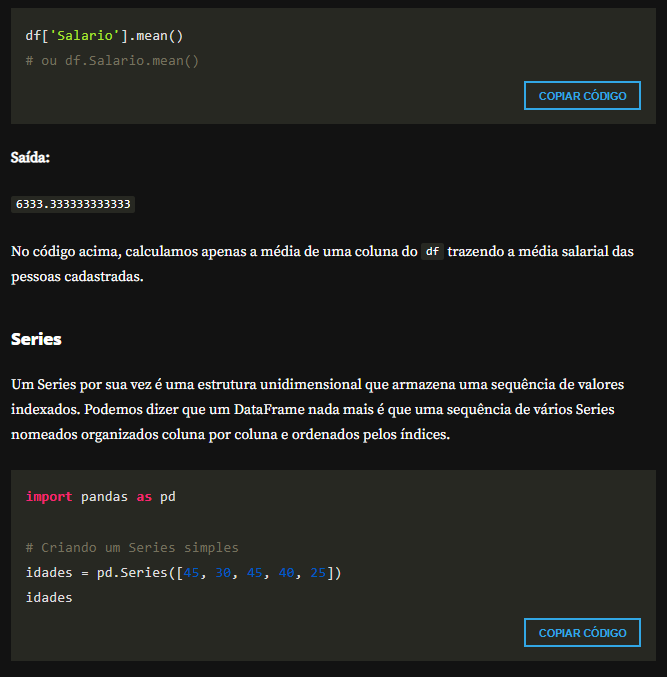 df['Salario'].mean()
# ou df.Salario.mean()
COPIAR CÓDIGO
Saída:
6333.333333333333
No código acima, calculamos apenas a média de uma coluna do df trazendo a média salarial das
pessoas cadastradas.
Series
Um Series por sua vez é uma estrutura unidimensional que armazena uma sequência de valores
indexados. Podemos dizer que um DataFrame nada mais é que uma sequência de vários Series
nomeados organizados coluna por coluna e ordenados pelos índices.
import pandas as pd
# Criando um Series simples
idades = pd.Series([45, 30, 45, 40, 25])
idades
COPIAR CÓDIGO